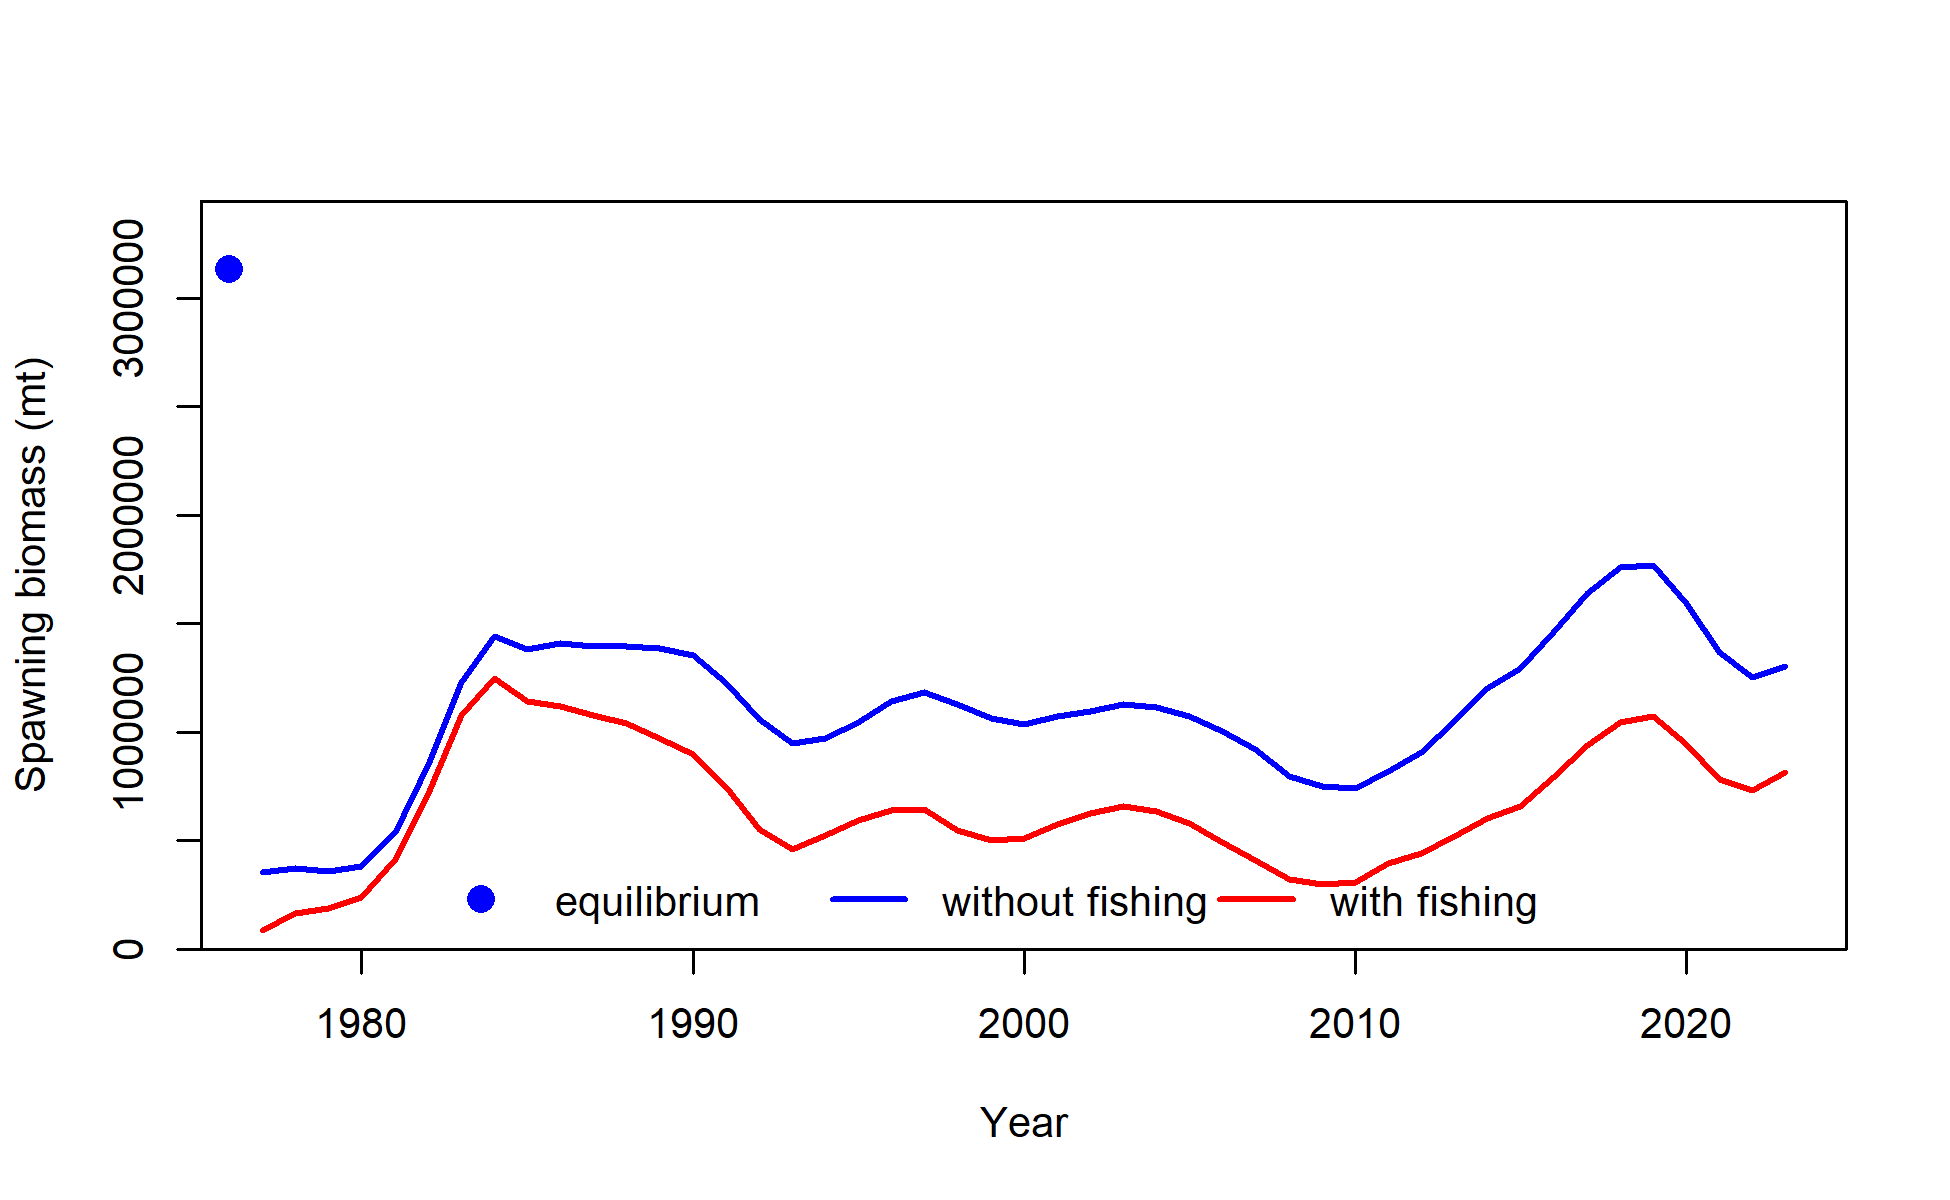 Spawning biomass (mt)
3000000
2000000
1000000
0
equilibrium without fishing with fishing
1980 1990 2000 2010 2020
Year